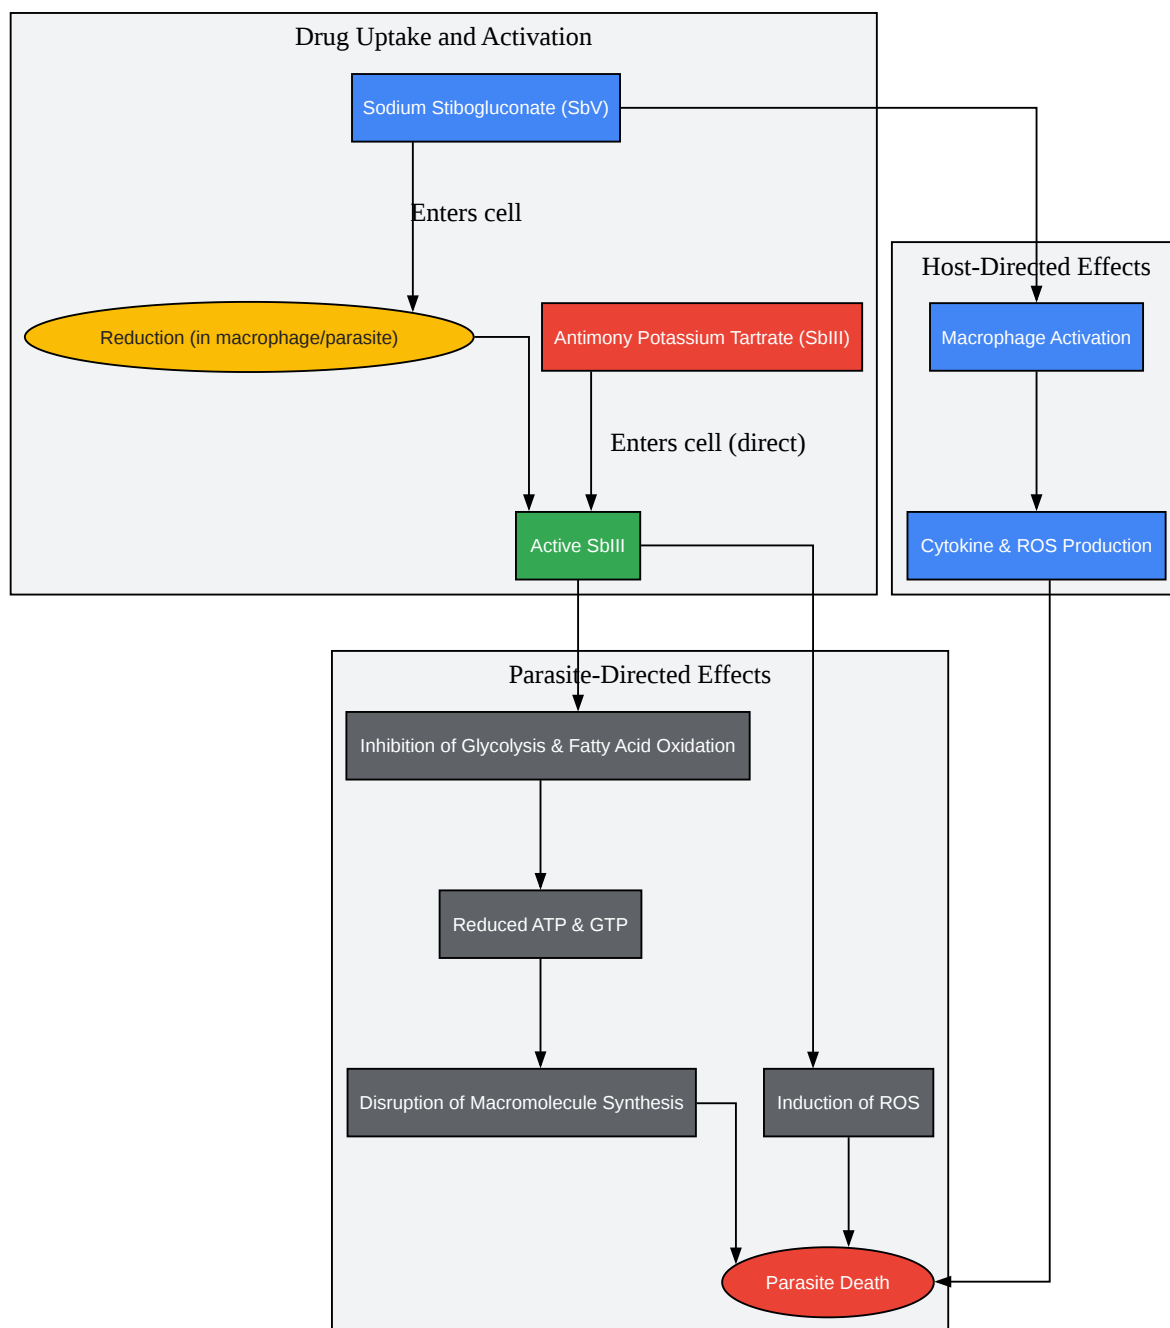 Drug Uptake and Activation
Sodium Stibogluconate (SbV)
Enters cell
Host-Directed Effects
Reduction (in macrophage/parasite)
Antimony Potassium Tartrate (SbIII)
Macrophage Activation
Enters cell (direct)
Active SbIII
Cytokine & ROS Production
Parasite-Directed Effects
Inhibition of Glycolysis & Fatty Acid Oxidation
Reduced ATP & GTP
Disruption of Macromolecule Synthesis
Induction of ROS
Parasite Death